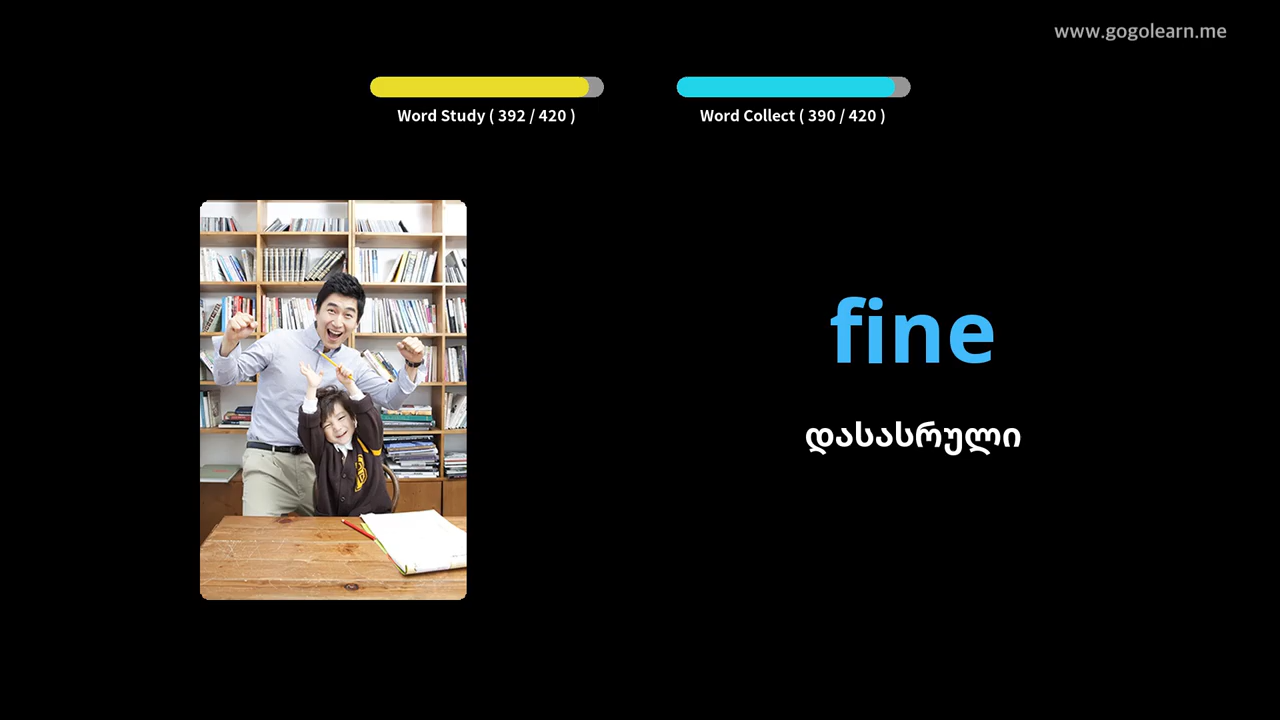 www.gogolearn.me
Word Study ( 392 / 420 )
Word Collect ( 390 / 420 )
fine
დასასრული